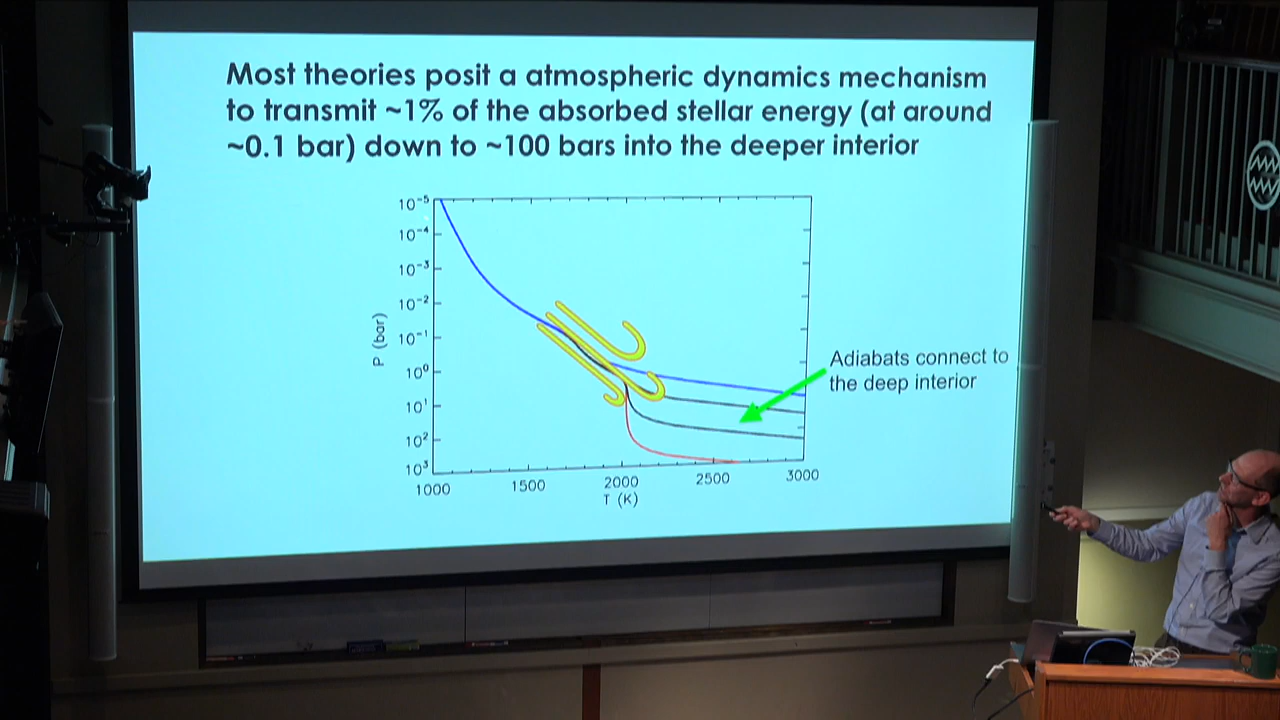 Most theories posit a atmospheric dynamics mechanism
to transmit ~1% of the absorbed stellar energy (at around
~0.1 bar) down to ~100 bars into the deeper interior
10⁻⁵
10⁻⁴
10⁻³
10⁻²
10⁻¹
10⁰
10¹
10²
10³
P (bar)
1000 1500 2000 2500 3000
T (K)
Adiabats connect to
the deep interior